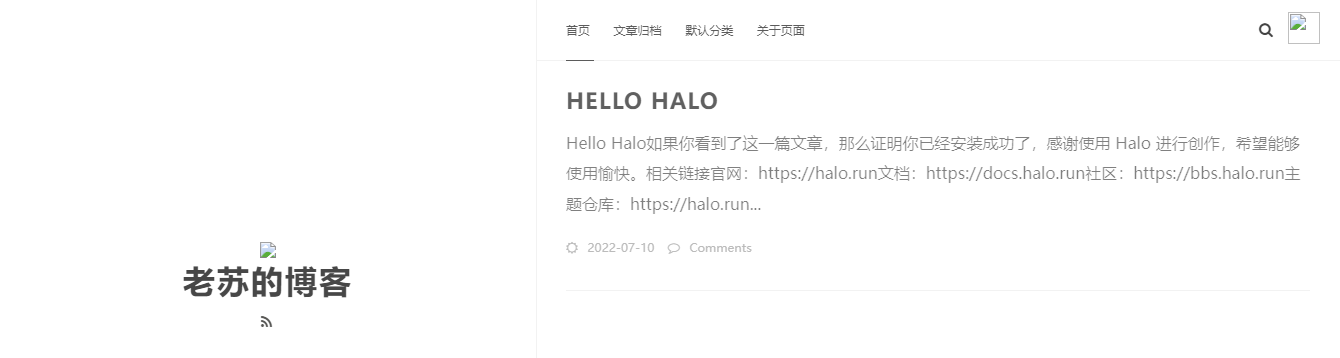 老苏的博客
首页 文章归档 默认分类 关于页面
HELLO HALO
Hello Halo如果你看到了这一篇文章，那么证明你已经安装成功了，感谢使用 Halo 进行创作，希望能够
使用愉快。相关链接官网：https://halo.run文档：https://docs.halo.run社区：https://bbs.halo.run主
题仓库：https://halo.run...
2022-07-10 Comments